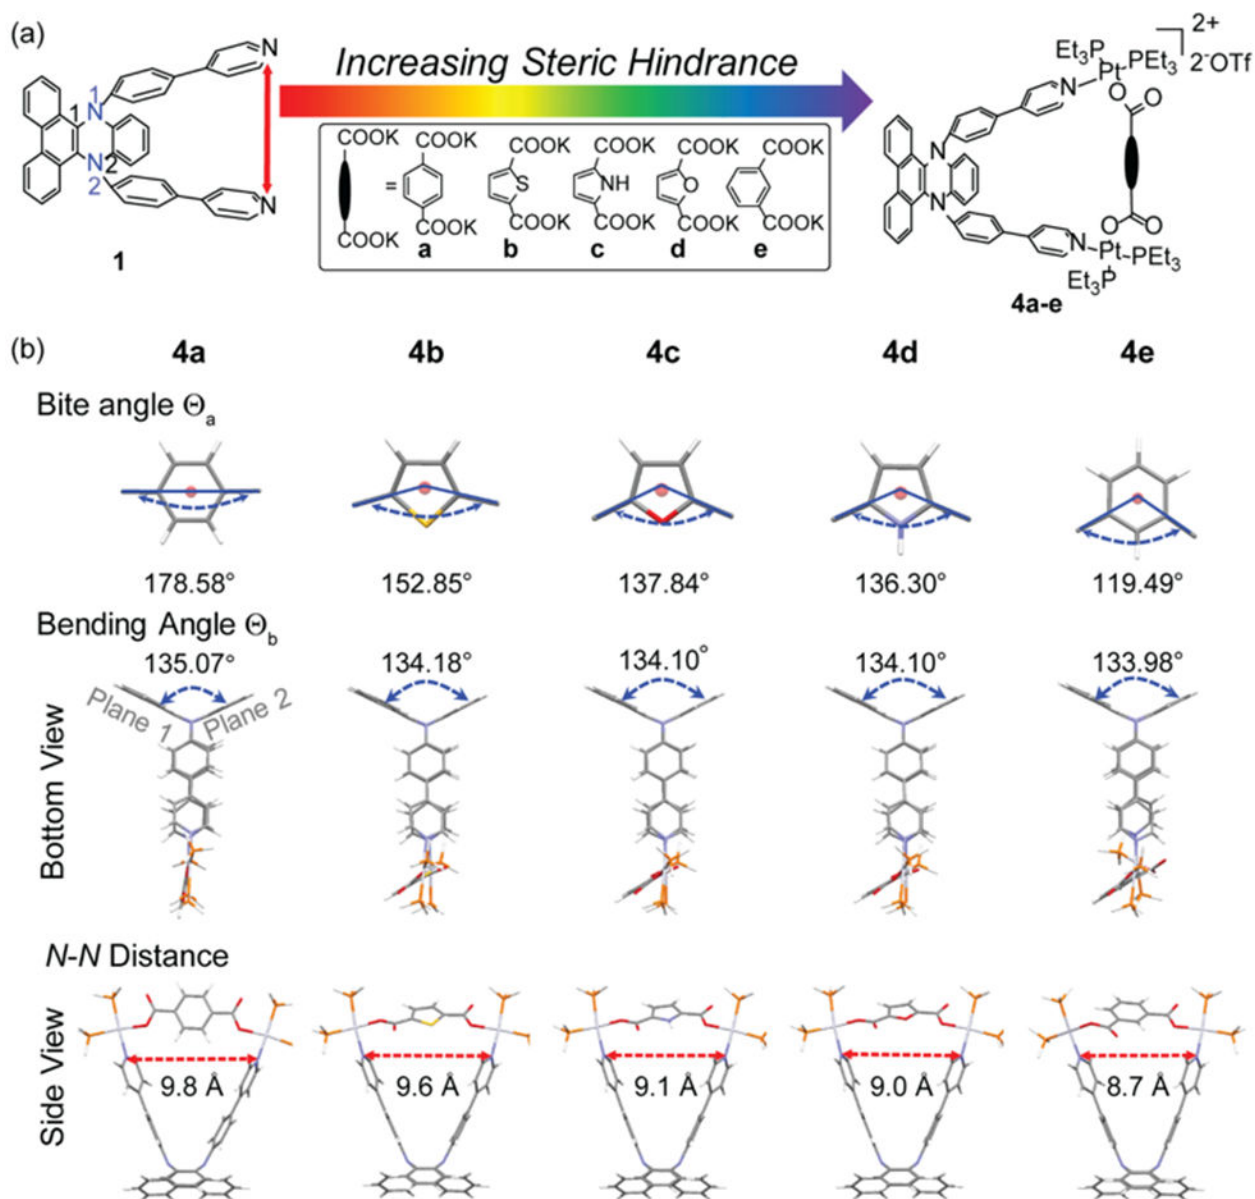 (a)
Increasing Steric Hindrance
N
1
1
N
N
2
2
N
1
COOK
COOK
=
COOK
COOK
a
COOK
S
COOK
b
COOK
NH
COOK
c
COOK
O
COOK
d
COOK
COOK
e
2+
2⁻OTf
Et₃P
Pt
PEt₃
N
O
O
N
N
O
O
N
Pt
PEt₃
Et₃P
4a-e
(b) 4a 4b 4c 4d 4e
Bite angle Θa
178.58° 152.85° 137.84° 136.30° 119.49°
Bending Angle Θb
135.07° 134.18° 134.10° 134.10° 133.98°
Plane 1 Plane 2
Bottom View
N-N Distance
Side View
9.8 Å 9.6 Å 9.1 Å 9.0 Å 8.7 Å